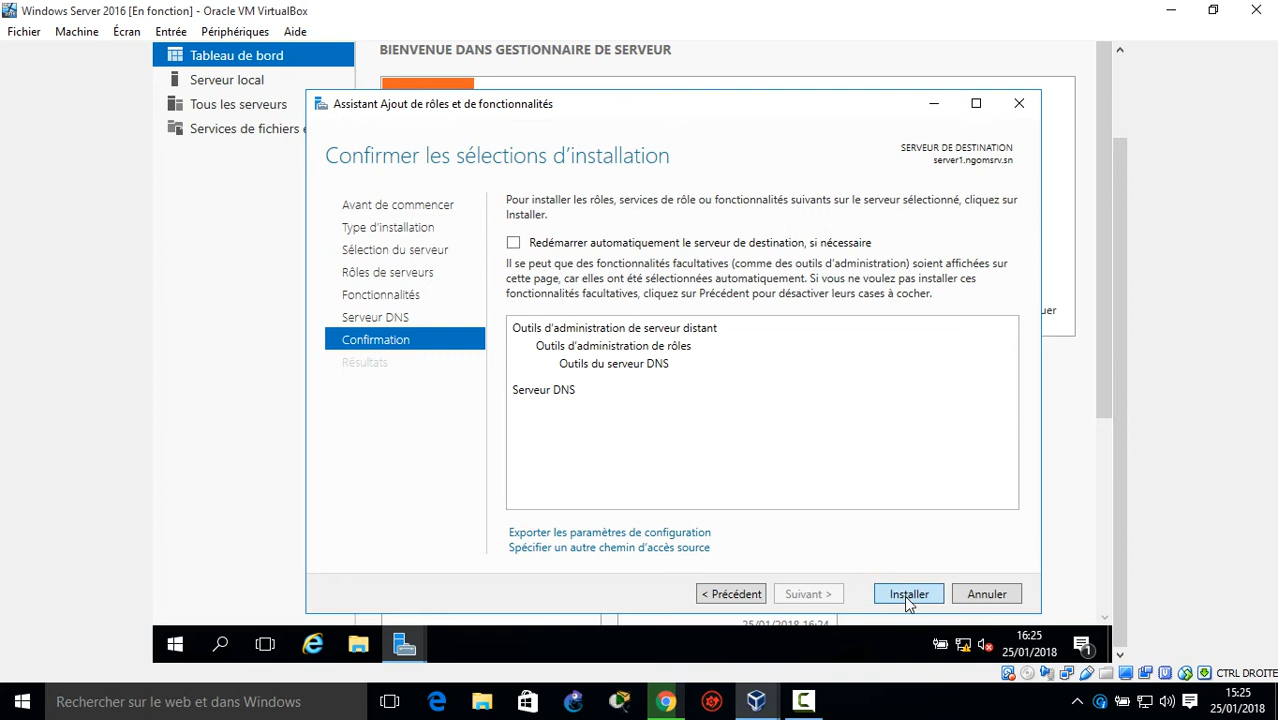 Windows Server 2016 [En fonction] - Oracle VM VirtualBox
Fichier Machine Écran Entrée Périphériques Aide
Tableau de bord
Serveur local
Tous les serveurs
Services de fichiers e
BIENVENUE DANS GESTIONNAIRE DE SERVEUR
Assistant Ajout de rôles et de fonctionnalités
Confirmer les sélections d'installation
SERVEUR DE DESTINATION
server1.ngomsrv.sn
Avant de commencer
Type d'installation
Sélection du serveur
Rôles de serveurs
Fonctionnalités
Serveur DNS
Confirmation
Résultats
Pour installer les rôles, services de rôle ou fonctionnalités suivants sur le serveur sélectionné, cliquez sur
Installer.
Redémarrer automatiquement le serveur de destination, si nécessaire
Il se peut que des fonctionnalités facultatives (comme des outils d'administration) soient affichées sur
cette page, car elles ont été sélectionnées automatiquement. Si vous ne voulez pas installer ces
fonctionnalités facultatives, cliquez sur Précédent pour désactiver leurs cases à cocher.
Outils d'administration de serveur distant
Outils d'administration de rôles
Outils du serveur DNS
Serveur DNS
Exporter les paramètres de configuration
Spécifier un autre chemin d'accès source
< Précédent Suivant > Installer Annuler
uer
25/01/2018 16:24
16:25
25/01/2018
1
CTRL DROITE
Rechercher sur le web et dans Windows
15:25
25/01/2018